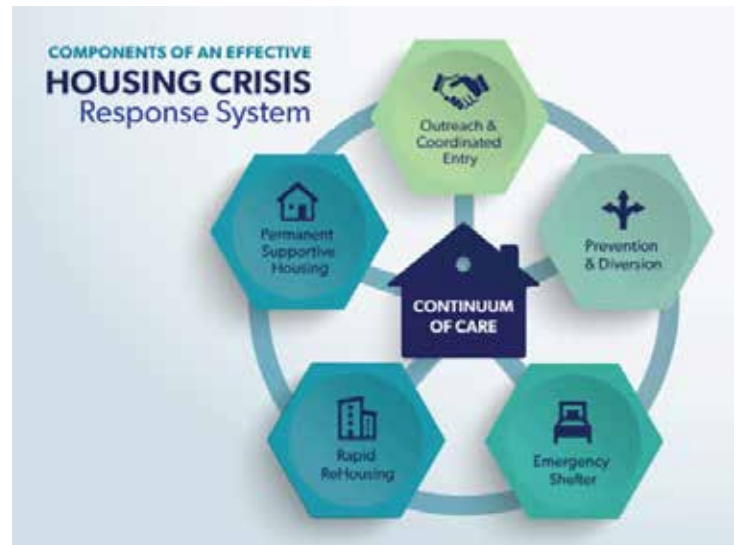 COMPONENTS OF AN EFFECTIVE
HOUSING CRISIS
Response System
Outreach &
Coordinated
Entry
Prevention
& Diversion
Emergency
Shelter
Rapid
ReHousing
Permanent
Supportive
Housing
CONTINUUM
OF CARE